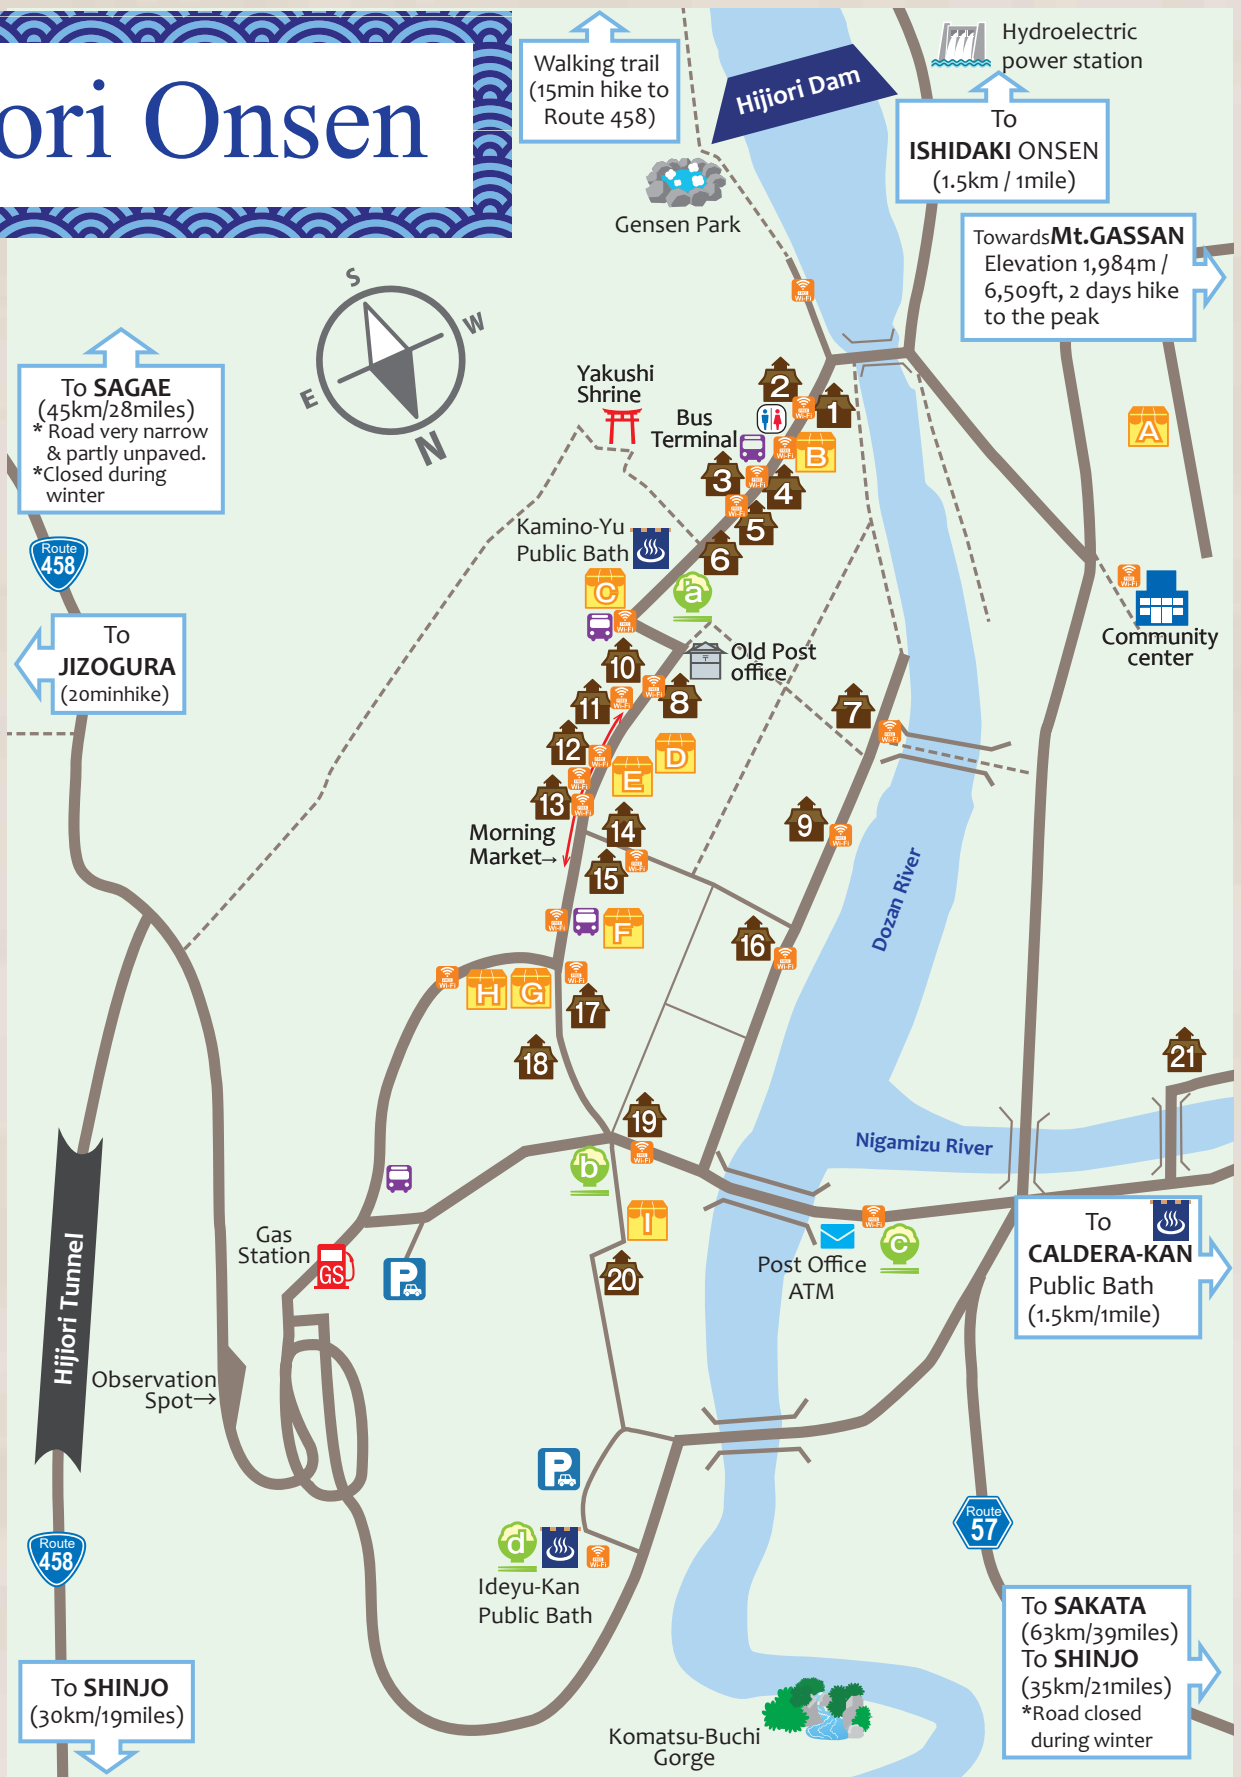 ori Onsen
Walking trail
(15min hike to
Route 458)
Hijiori Dam
Hydroelectric
power station
To
ISHIDAKI ONSEN
(1.5km / 1mile)
Gensen Park
Towards Mt.GASSAN
Elevation 1,984m /
6,509ft, 2 days hike
to the peak
S
W
E
N
To SAGAE
(45km/28miles)
* Road very narrow
& partly unpaved.
*Closed during
winter
Route
458
To
JIZOGURA
(20minhike)
Yakushi
Shrine
Bus
Terminal
Kamino-Yu
Public Bath
FREE
Wi-Fi
2
1
B
3
4
5
6
A
C
a
Old Post
office
Community
center
10
11
8
7
12
D
E
13
14
9
Morning
Market→
15
Dozan River
F
16
H
G
17
18
21
19
Nigamizu River
b
I
20
Gas
Station
GS
P
Post Office
ATM
c
To
CALDERA-KAN
Public Bath
(1.5km/1mile)
Hijiori Tunnel
Observation
Spot→
P
d
Ideyu-Kan
Public Bath
Route
57
Route
458
To SHINJO
(30km/19miles)
To SAKATA
(63km/39miles)
To SHINJO
(35km/21miles)
*Road closed
during winter
Komatsu-Buchi
Gorge